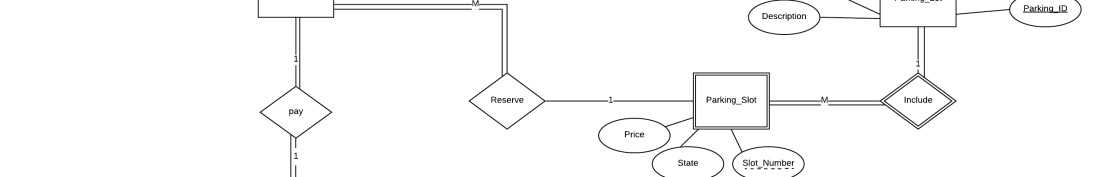 M
Description
Parking_ID
1
1
Reserve
1
Parking_Slot
M
Include
pay
Price
1
State
Slot_Number